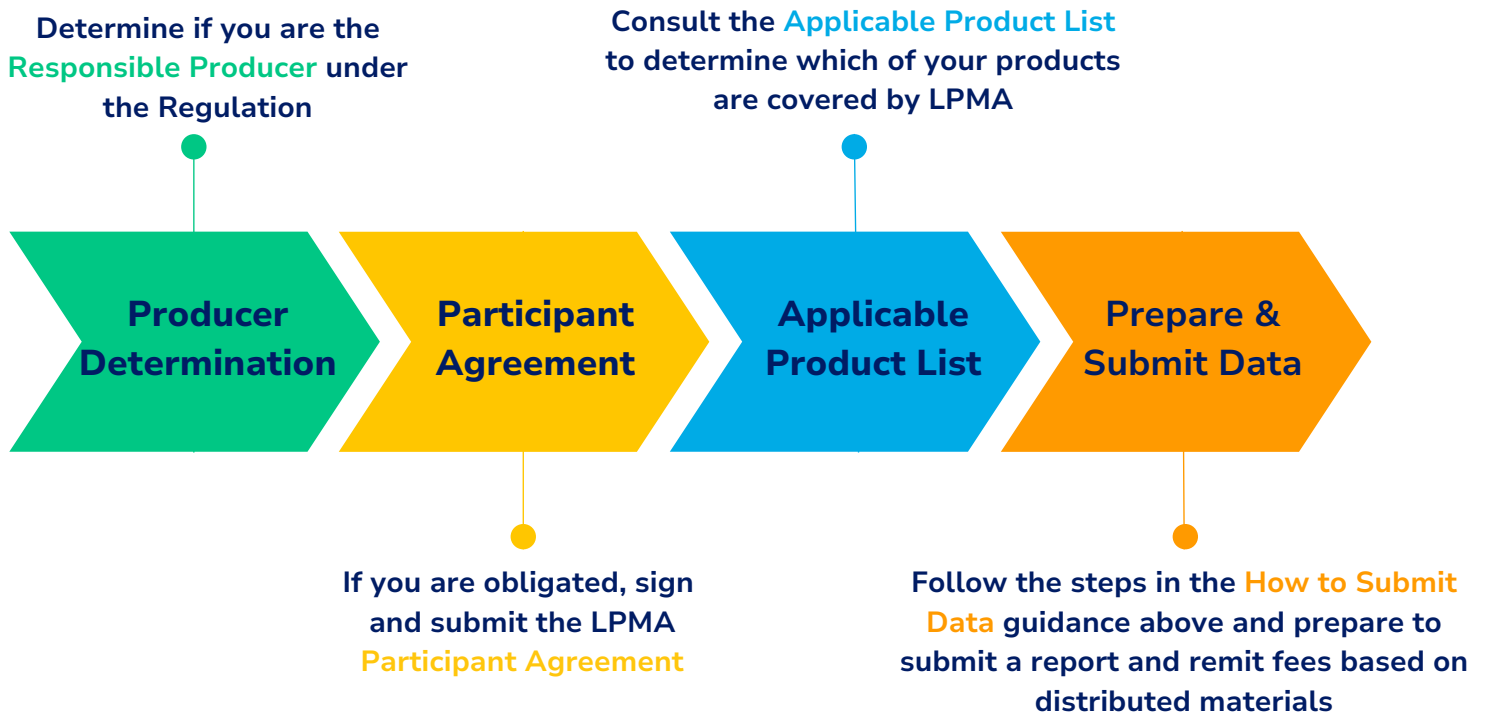 Determine if you are the
Responsible Producer under
the Regulation
Consult the Applicable Product List
to determine which of your products
are covered by LPMA
Producer
Determination
Participant
Agreement
Applicable
Product List
Prepare &
Submit Data
If you are obligated, sign
and submit the LPMA
Participant Agreement
Follow the steps in the How to Submit
Data guidance above and prepare to
submit a report and remit fees based on
distributed materials